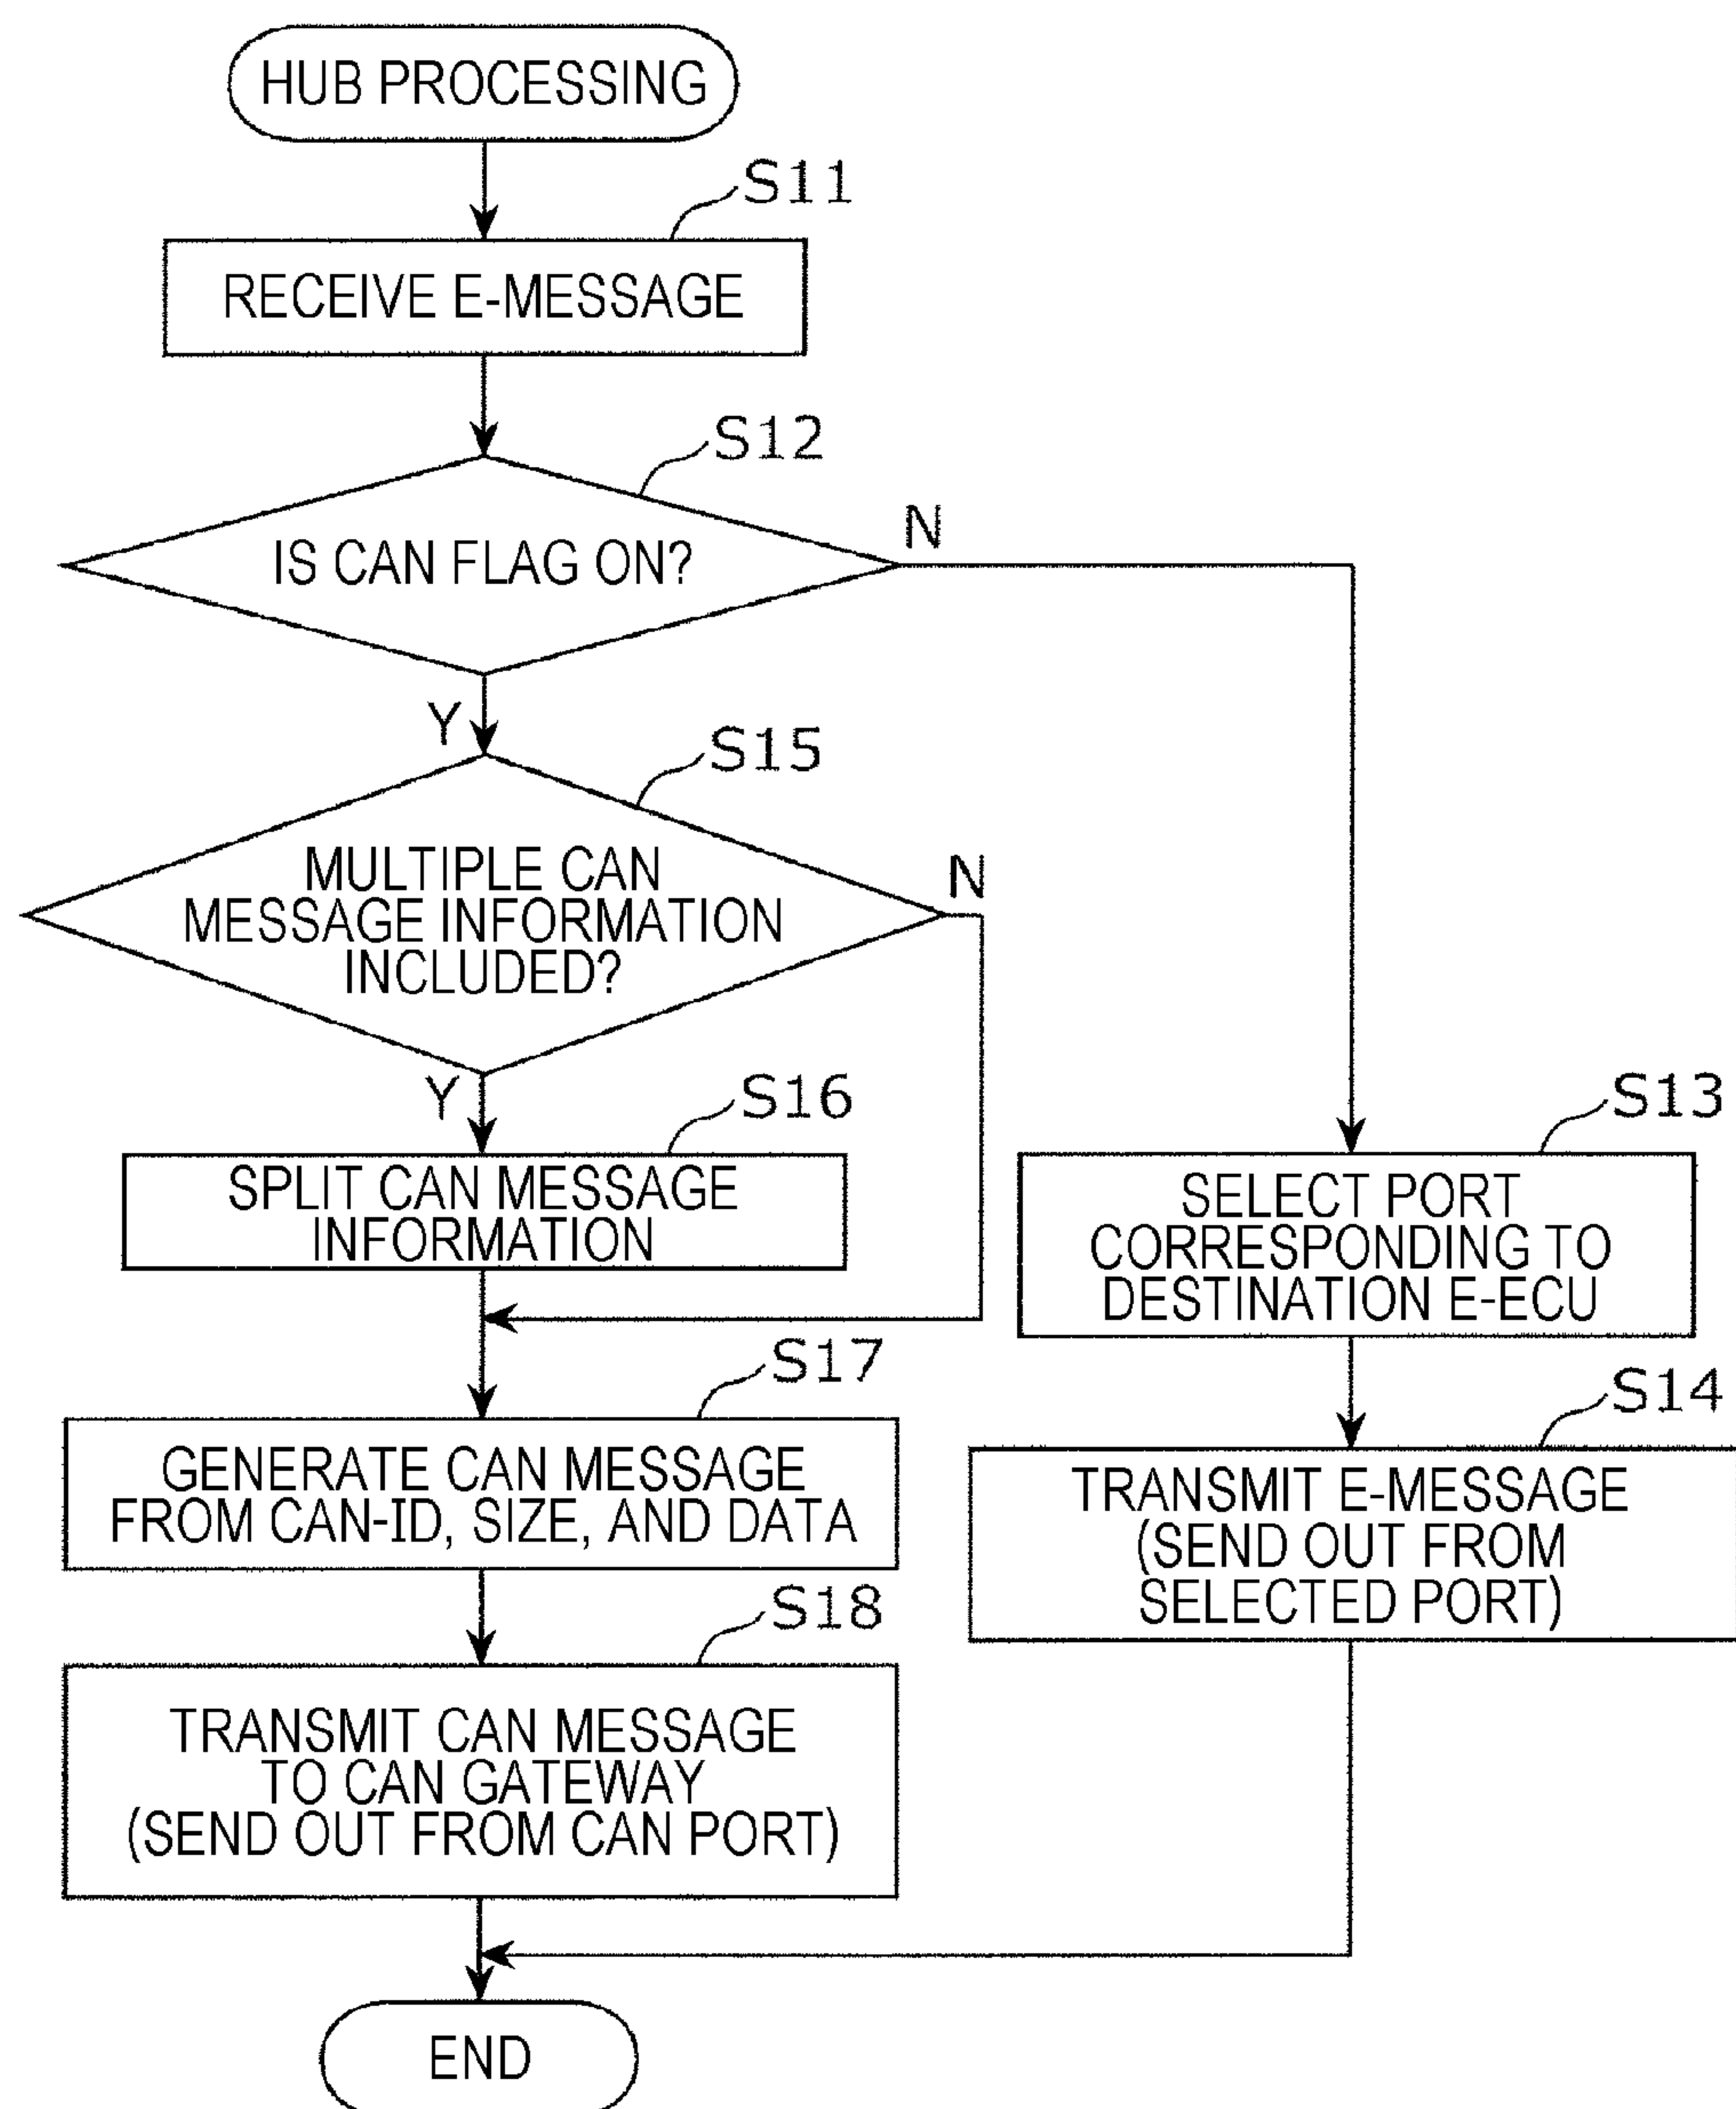 HUB PROCESSING
S11
RECEIVE E-MESSAGE
S12
IS CAN FLAG ON?
N
Y
S15
MULTIPLE CAN
MESSAGE INFORMATION
INCLUDED?
N
Y
S16
SPLIT CAN MESSAGE
INFORMATION
S13
SELECT PORT
CORRESPONDING TO
DESTINATION E-ECU
S17
GENERATE CAN MESSAGE
FROM CAN-ID, SIZE, AND DATA
S14
TRANSMIT E-MESSAGE
(SEND OUT FROM
SELECTED PORT)
S18
TRANSMIT CAN MESSAGE
TO CAN GATEWAY
(SEND OUT FROM CAN PORT)
END